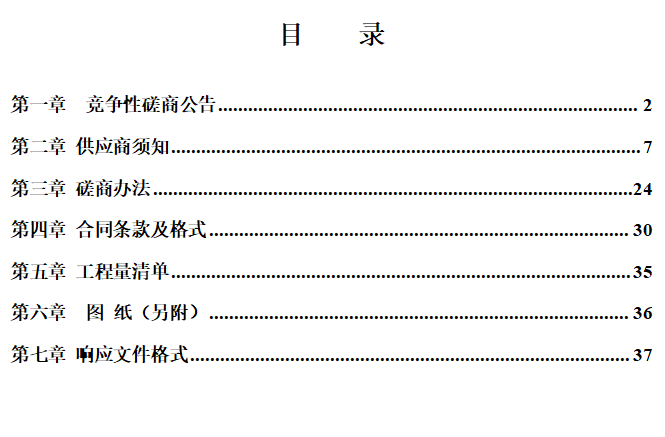 目 录
第一章 竞争性磋商公告........................................ 2
第二章 供应商须知........................................ 7
第三章 磋商办法........................................24
第四章 合同条款及格式........................................ 30
第五章 工程量清单........................................ 35
第六章 图 纸（另附）........................................ 36
第七章 响应文件格式........................................ 37